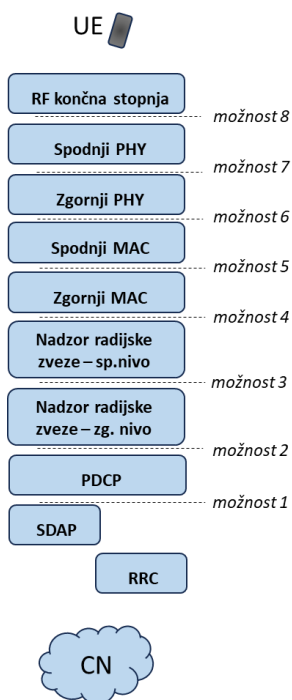 UE
RF končna stopnja
možnost 8
Spodnji PHY
možnost 7
Zgornji PHY
možnost 6
Spodnji MAC
možnost 5
Zgornji MAC
možnost 4
Nadzor radijske
zveze – sp.nivo
možnost 3
Nadzor radijske
zveze – zg. nivo
možnost 2
PDCP
možnost 1
SDAP
RRC
CN